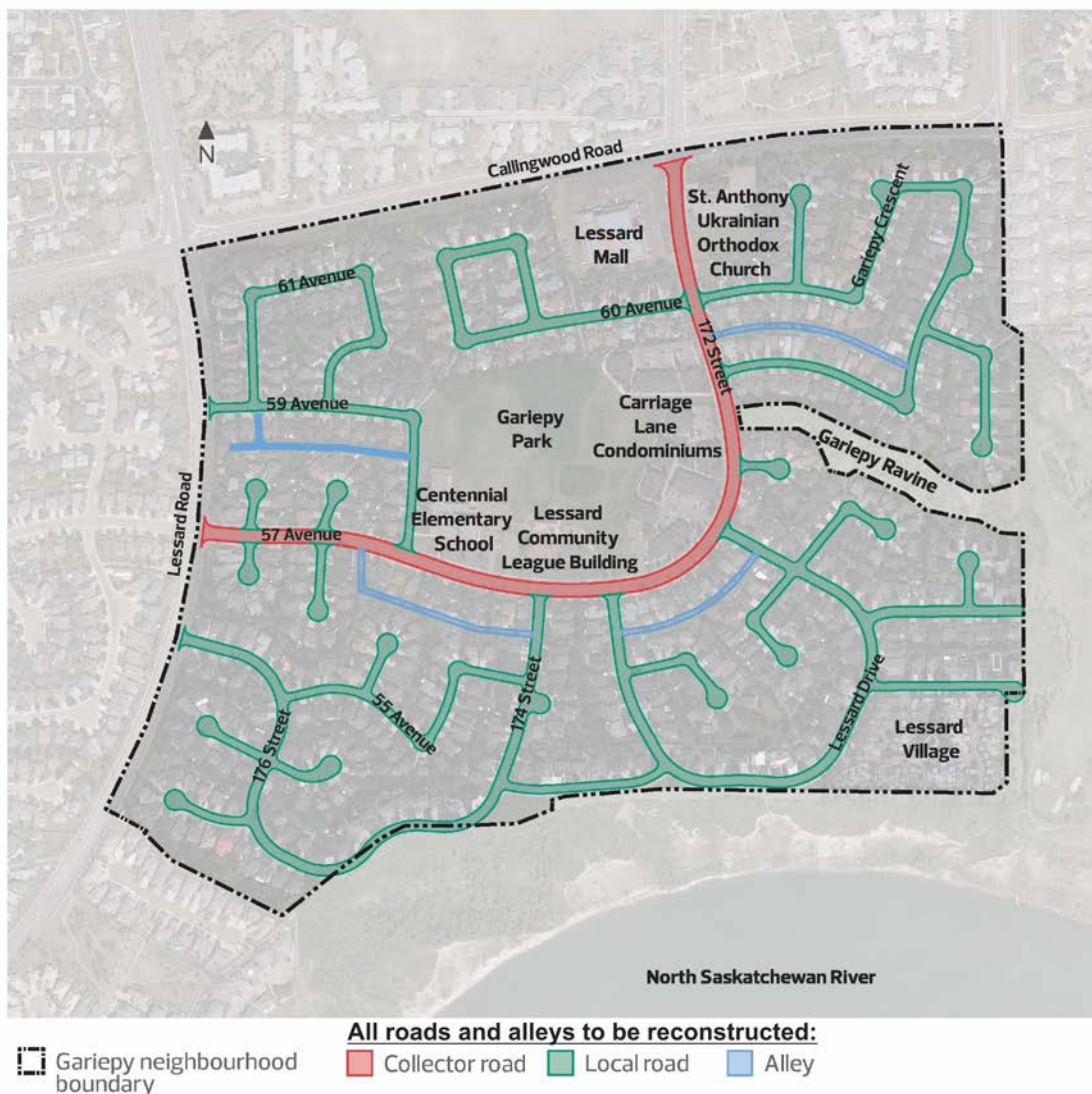 N
Callingwood Road
St. Anthony
Ukrainian
Orthodox
Church
Lessard
Mall
Gariepy Crescent
61 Avenue
60 Avenue
172 Street
59 Avenue
Gariepy
Park
Carriage
Lane
Condominiums
Gariepy Ravine
Lessard Road
Centennial
Elementary
School
Lessard
Community
League Building
57 Avenue
174 Street
55 Avenue
176 Street
Lessard Drive
Lessard
Village
North Saskatchewan River
All roads and alleys to be reconstructed:
Gariepy neighbourhood
boundary
Collector road
Local road
Alley